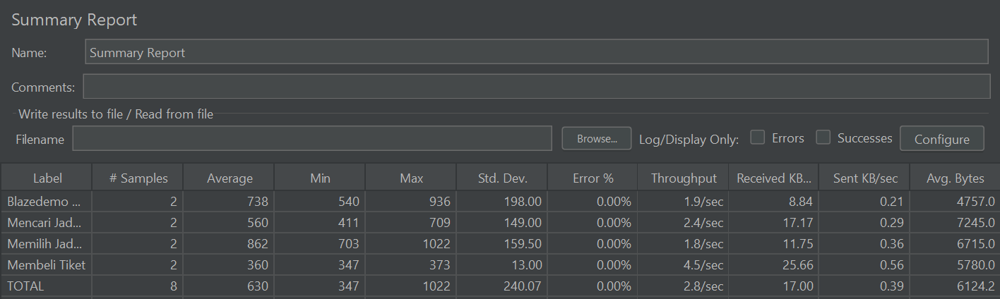 Summary Report
Name: Summary Report
Comments:
Write results to file / Read from file
Filename Browse... Log/Display Only: Errors Successes Configure
Label # Samples Average Min Max Std. Dev. Error % Throughput Received KB... Sent KB/sec Avg. Bytes
Blazedemo ... 2 738 540 936 198.00 0.00% 1.9/sec 8.84 0.21 4757.0
Mencari Jad... 2 560 411 709 149.00 0.00% 2.4/sec 17.17 0.29 7245.0
Memilih Jad... 2 862 703 1022 159.50 0.00% 1.8/sec 11.75 0.36 6715.0
Membeli Tiket 2 360 347 373 13.00 0.00% 4.5/sec 25.66 0.56 5780.0
TOTAL 8 630 347 1022 240.07 0.00% 2.8/sec 17.00 0.39 6124.2